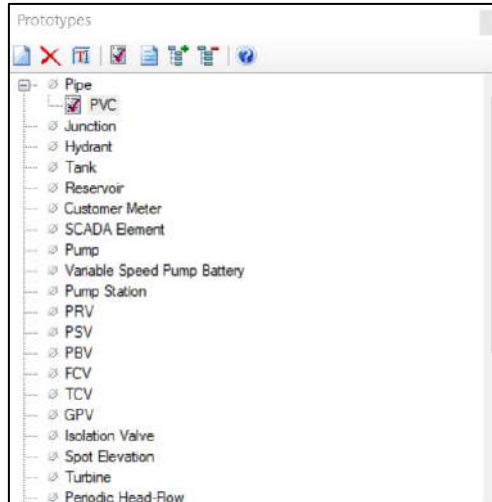 Prototypes
Pipe
PVC
Junction
Hydrant
Tank
Reservoir
Customer Meter
SCADA Element
Pump
Variable Speed Pump Battery
Pump Station
PRV
PSV
PBV
FCV
TCV
GPV
Isolation Valve
Spot Elevation
Turbine
Periodic Head-Flow